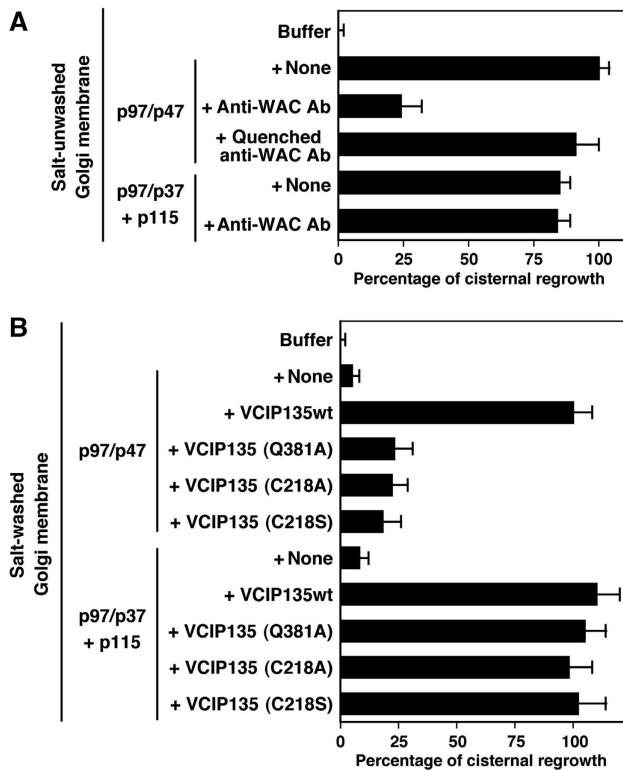 A
Salt-unwashed
Golgi membrane
p97/p47
p97/p37
+ p115
Buffer
+ None
+ Anti-WAC Ab
+ Quenched
anti-WAC Ab
+ None
+ Anti-WAC Ab
0 25 50 75 100
Percentage of cisternal regrowth
B
Salt-washed
Golgi membrane
p97/p47
p97/p37
+ p115
Buffer
+ None
+ VCIP135wt
+ VCIP135 (Q381A)
+ VCIP135 (C218A)
+ VCIP135 (C218S)
+ None
+ VCIP135wt
+ VCIP135 (Q381A)
+ VCIP135 (C218A)
+ VCIP135 (C218S)
0 25 50 75 100
Percentage of cisternal regrowth